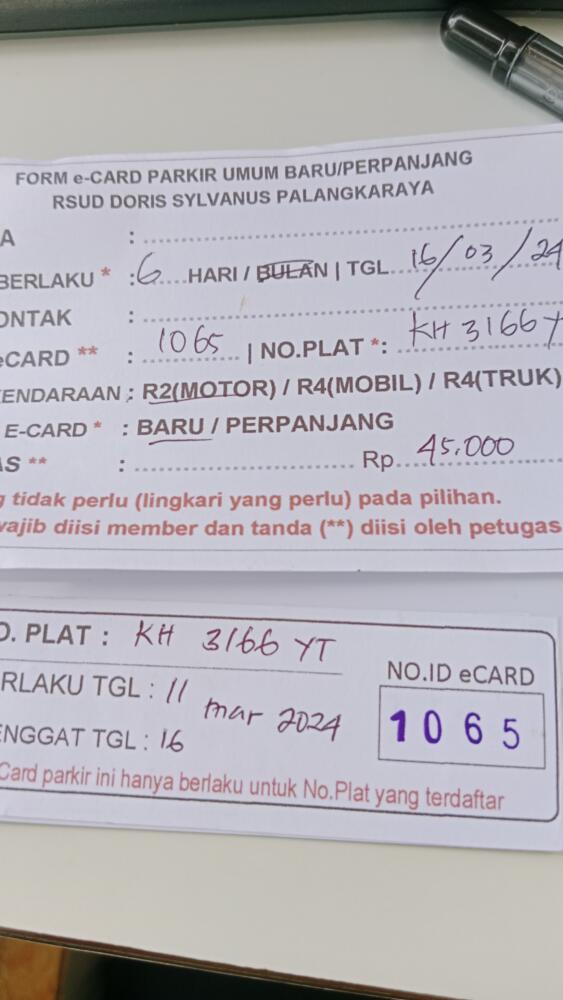 FORM e-CARD PARKIR UMUM BARU/PERPANJANG
RSUD DORIS SYLVANUS PALANGKARAYA
A :
BERLAKU * : 6 HARI / BULAN | TGL 16/03/24
ONTAK :
eCARD ** : 1065 | NO.PLAT *: KH 3166 Y
ENDARAAN : R2(MOTOR) / R4(MOBIL) / R4(TRUK)
E-CARD * : BARU / PERPANJANG
AS ** : Rp. 45.000
g tidak perlu (lingkari yang perlu) pada pilihan.
wajib diisi member dan tanda (**) diisi oleh petugas
O. PLAT : KH 3166 YT
RLAKU TGL : 11 mar 2024
ENGGAT TGL : 16
NO.ID eCARD
1065
Card parkir ini hanya berlaku untuk No.Plat yang terdaftar